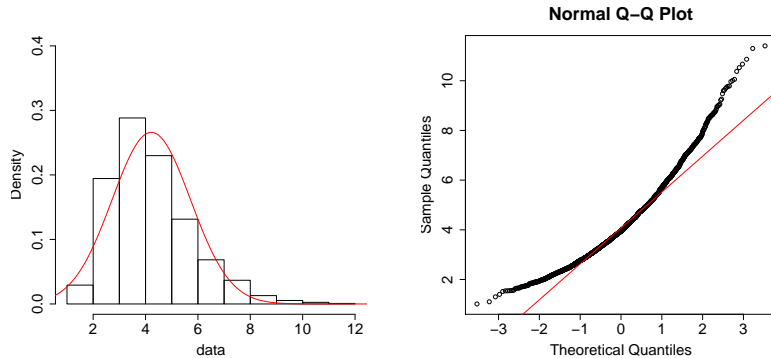 Normal Q−Q Plot
Density
0.0 0.1 0.2 0.3 0.4
2 4 6 8 10 12
data
Sample Quantiles
2 4 6 8 10
−3 −2 −1 0 1 2 3
Theoretical Quantiles